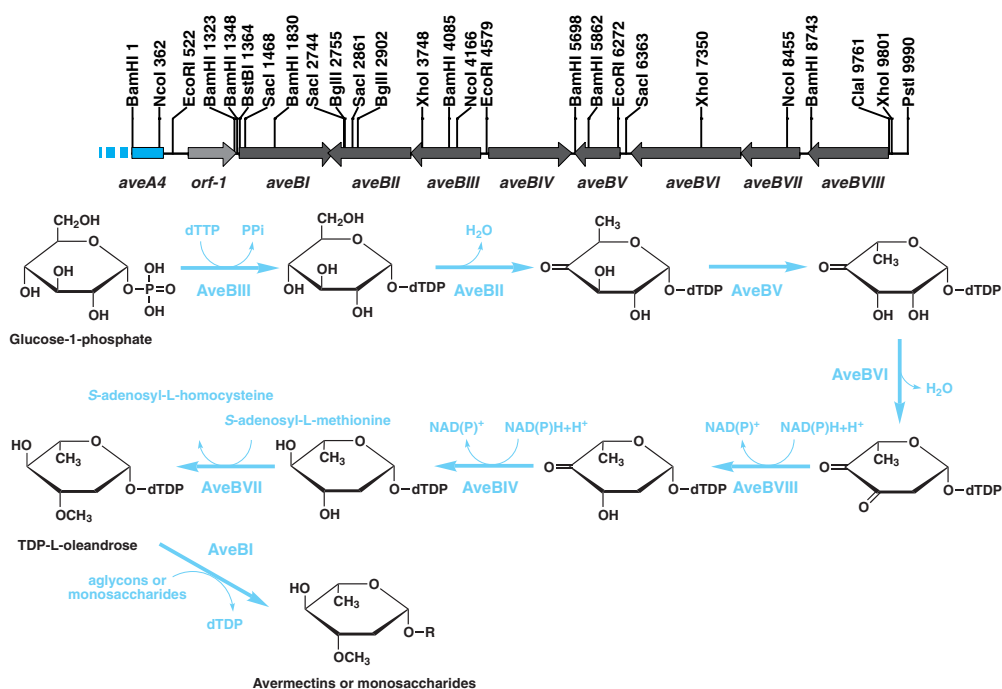 BamHI 1
NcoI 362
EcoRI 522
BamHI 1323
BamHI 1348
BstBI 1364
SacI 1468
BamHI 1830
SacI 2744
BglII 2755
SacI 2861
BglII 2902
XhoI 3748
BamHI 4085
NcoI 4166
EcoRI 4579
BamHI 5698
BamHI 5862
EcoRI 6272
SacI 6363
XhoI 7350
NcoI 8455
BamHI 8743
ClaI 9761
XhoI 9801
PstI 9990
aveA4 orf-1 aveBI aveBII aveBIII aveBIV aveBV aveBVI aveBVII aveBVIII
CH₂OH
O
OH
OH
OH
O
P
OH
O
OH
Glucose-1-phosphate
dTTP PPi
AveBIII
CH₂OH
O
OH
OH
OH
O–dTDP
H₂O
AveBII
CH₃
O
O
OH
OH
O–dTDP
AveBV
O
O
CH₃
OH OH
O–dTDP
AveBVI
H₂O
O
O
CH₃
O
O–dTDP
NAD(P)⁺ NAD(P)H+H⁺
AveBVIII
O
O
CH₃
OH
O–dTDP
NAD(P)⁺ NAD(P)H+H⁺
AveBIV
HO
O
CH₃
OH
O–dTDP
S-adenosyl-L-homocysteine
S-adenosyl-L-methionine
AveBVII
HO
O
CH₃
OCH₃
O–dTDP
TDP-L-oleandrose
AveBI
aglycons or
monosaccharides
dTDP
HO
O
CH₃
OCH₃
O–R
Avermectins or monosaccharides